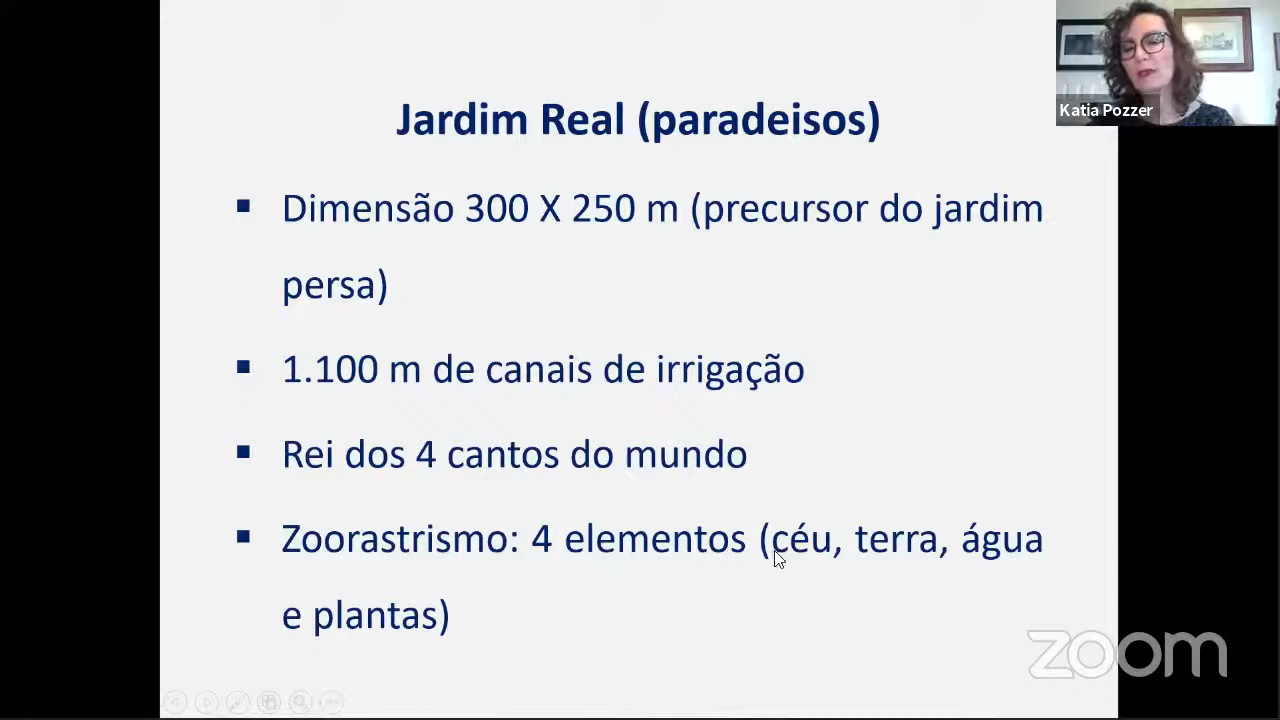 Jardim Real (paradeisos)
▪ Dimensão 300 X 250 m (precursor do jardim
persa)
▪ 1.100 m de canais de irrigação
▪ Rei dos 4 cantos do mundo
▪ Zoorastrismo: 4 elementos (céu, terra, água
e plantas)
Katia Pozzer
zoom